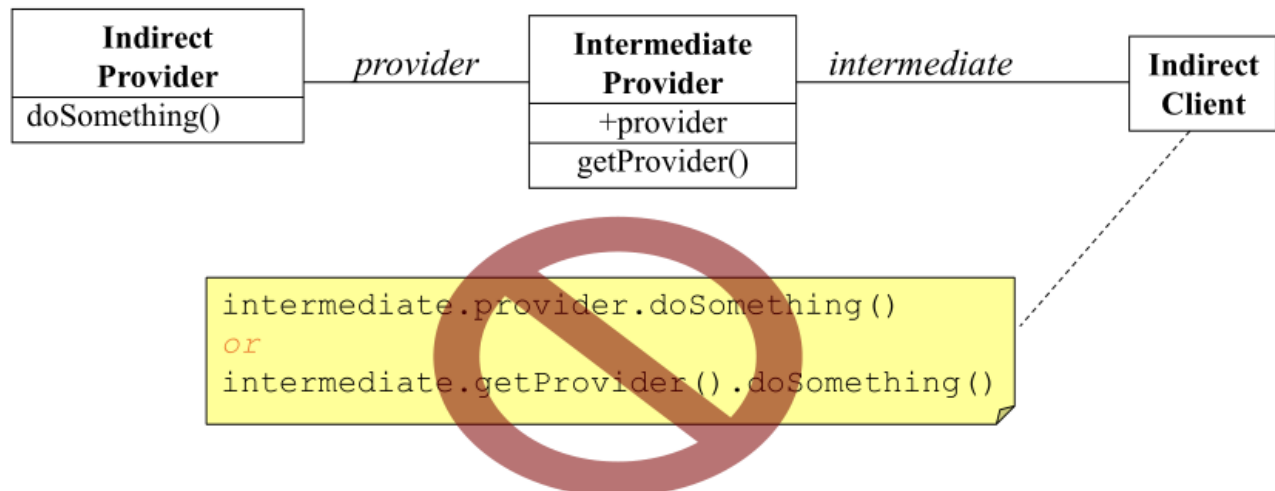 Indirect
Provider
doSomething()
provider
Intermediate
Provider
+provider
getProvider()
intermediate
Indirect
Client
intermediate.provider.doSomething()
or
intermediate.getProvider().doSomething()